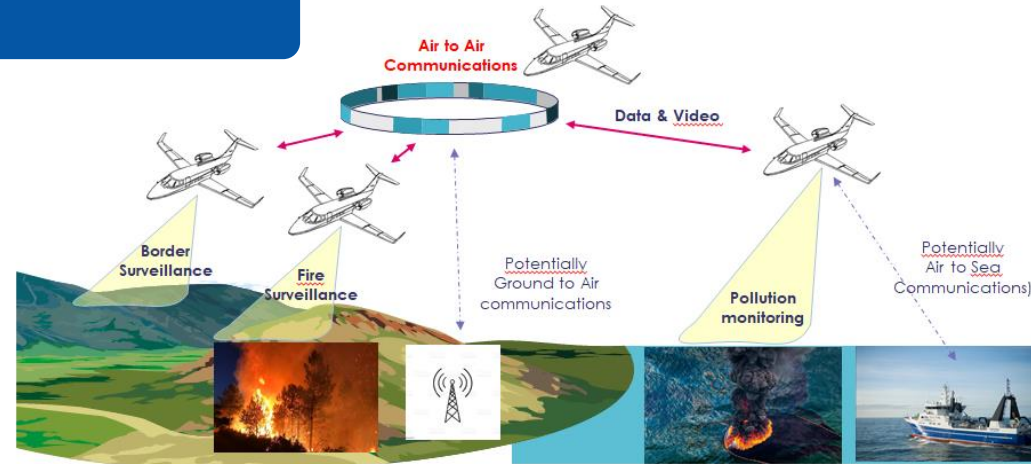 Air to Air
Communications
Data & Video
Border
Surveillance
Fire
Surveillance
Potentially
Ground to Air
communications
Pollution
monitoring
Potentially
Air to Sea
Communications)